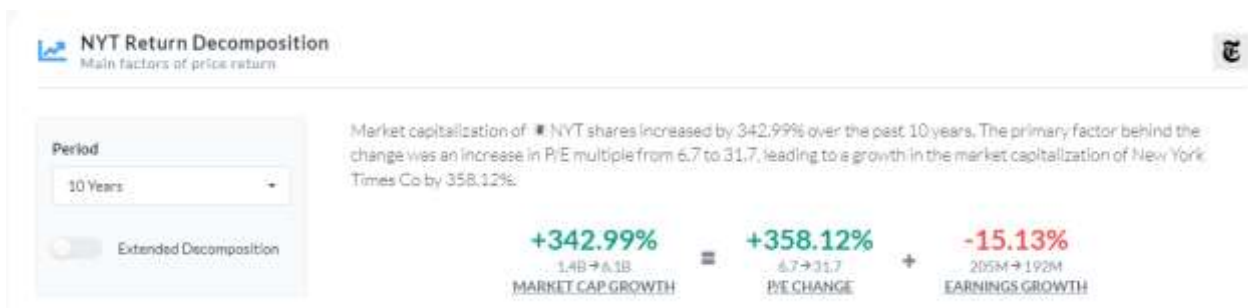 NYT Return Decomposition
Main factors of price return
Period
10 Years
Extended Decomposition
Market capitalization of NYT shares increased by 342.99% over the past 10 years. The primary factor behind the
change was an increase in P/E multiple from 6.7 to 31.7, leading to a growth in the market capitalization of New York
Times Co by 358.12%.
+342.99% = +358.12% + -15.13%
1.4B→6.1B 6.7→31.7 205M→192M
MARKET CAP GROWTH P/E CHANGE EARNINGS GROWTH